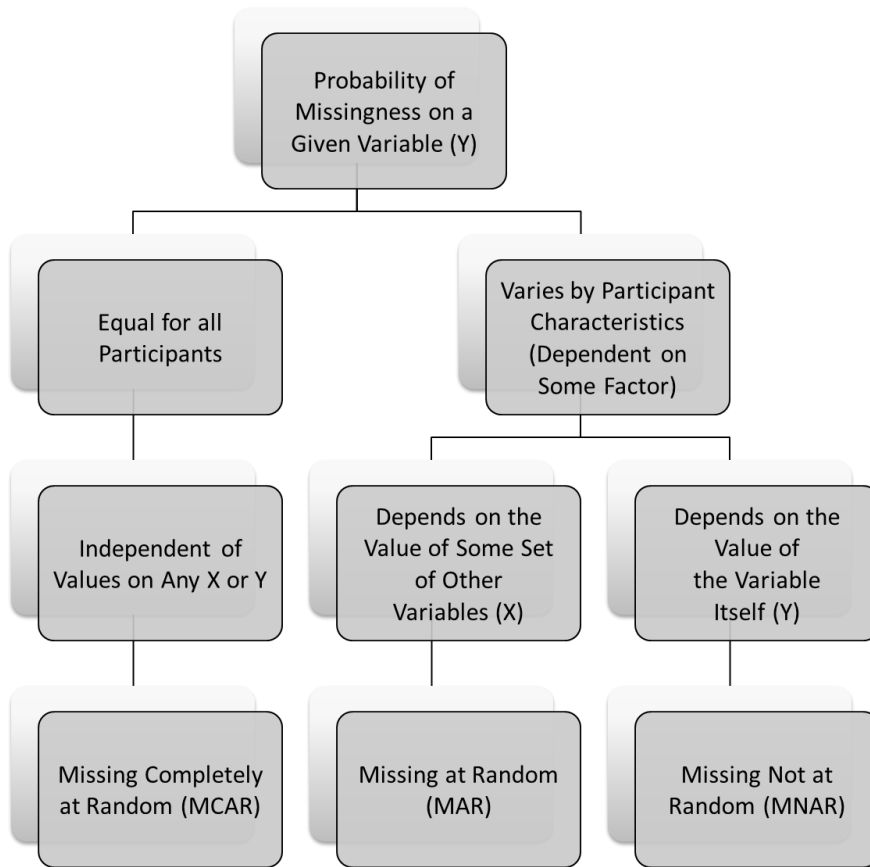 Probability of
Missingness on a
Given Variable (Y)
Equal for all
Participants
Varies by Participant
Characteristics
(Dependent on
Some Factor)
Independent of
Values on Any X or Y
Depends on the
Value of Some Set
of Other
Variables (X)
Depends on the
Value of
the Variable
Itself (Y)
Missing Completely
at Random (MCAR)
Missing at Random
(MAR)
Missing Not at
Random (MNAR)